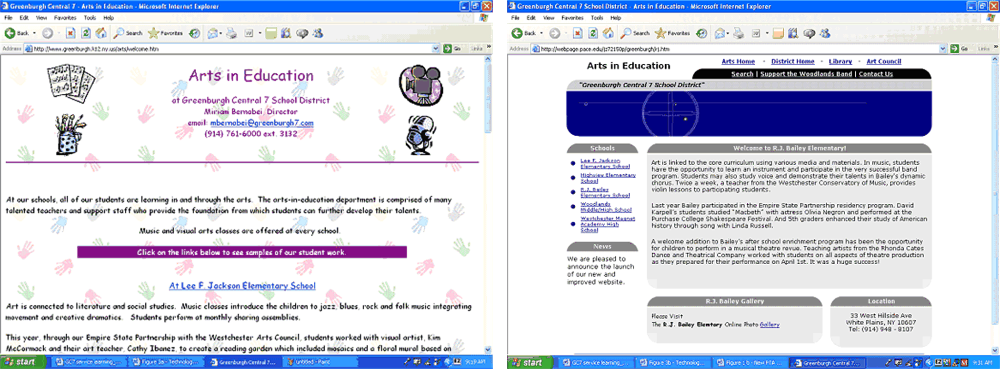 Greenburgh Central 7 - Arts in Education - Microsoft Internet Explorer
File Edit View Favorites Tools Help
Back Search Favorites
Address http://www.greenburgh.k12.ny.us/arts/welcome.htm Go Links »
Arts in Education
at Greenburgh Central 7 School District
Miriam Bernabei, Director
email: mbernabei@greenburgh7.com
(914) 761-6000 ext. 3132
At our schools, all of our students are learning in and through the arts. The arts-in-education department is comprised of many
talented teachers and support staff who provide the foundation from which students can further develop their talents.
Music and visual arts classes are offered at every school.
Click on the links below to see samples of our student work.
At Lee F. Jackson Elementary School
Art is connected to literature and social studies. Music classes introduce the children to jazz, blues, rock and folk music integrating
movement and creative dramatics. Students perform at monthly sharing assemblies.
This year, through our Empire State Partnership with the Westchester Arts Council, students worked with visual artist, Kim
McCormack and their art teacher, Cathy Ibanez, to create a reading garden which included mosaics and a floral mural based on
start GC7 service learning_... Figure 3a - Technolog... Greenburgh Central 7... untitled - Paint EZ 9:39 AM
Greenburgh Central 7 School District - Arts in Education - Microsoft Internet Explorer
File Edit View Favorites Tools Help
Back Search Favorites
Address http://webpage.pace.edu/jz72150p/greenburgh/rj.htm Go Links »
Arts in Education
Arts Home - District Home - Library - Art Council
Search | Support the Woodlands Band | Contact Us
"Greenburgh Central 7 School District"
Schools
Lee F. Jackson
Elementary School
Highview Elementary
School
R.J. Bailey
Elementary School
Woodlands
Middle/High School
Westchester Magnet
Academy High
School
News
We are pleased to
announce the launch
of our new and
improved website.
Welcome to R.J. Bailey Elementary!
Art is linked to the core curriculum using various media and materials. In music, students
have the opportunity to learn an instrument and participate in the very successful band
program. Students may also study voice and demonstrate their talents in Bailey's dynamic
chorus. Twice a week, a teacher from the Westchester Conservatory of Music, provides
violin lessons to participating students.
Last year Bailey participated in the Empire State Partnership residency program. David
Karpell's students studied "Macbeth" with actress Olivia Negron and performed at the
Purchase College Shakespeare Festival. And 5th graders enhanced their study of American
history through song with Linda Russell.
A welcome addition to Bailey's after school enrichment program has been the opportunity
for children to perform in a musical theatre revue. Teaching artists from the Rhonda Cates
Dance and Theatrical Company worked with students on all aspects of theatre production
as they prepared for their performance on April 1st. It was a huge success!
R.J. Bailey Gallery
Please Visit
The R.J. Bailey Elemtary Online Photo Gallery
Location
33 West Hillside Ave
White Plains, NY 10607
Tel: (914) 948 - 8107
start GC7 service learning_... Figure 3b - Technolog... Figure 1 b - New PTA ... Greenburgh Central 7... EZ 9:31 AM